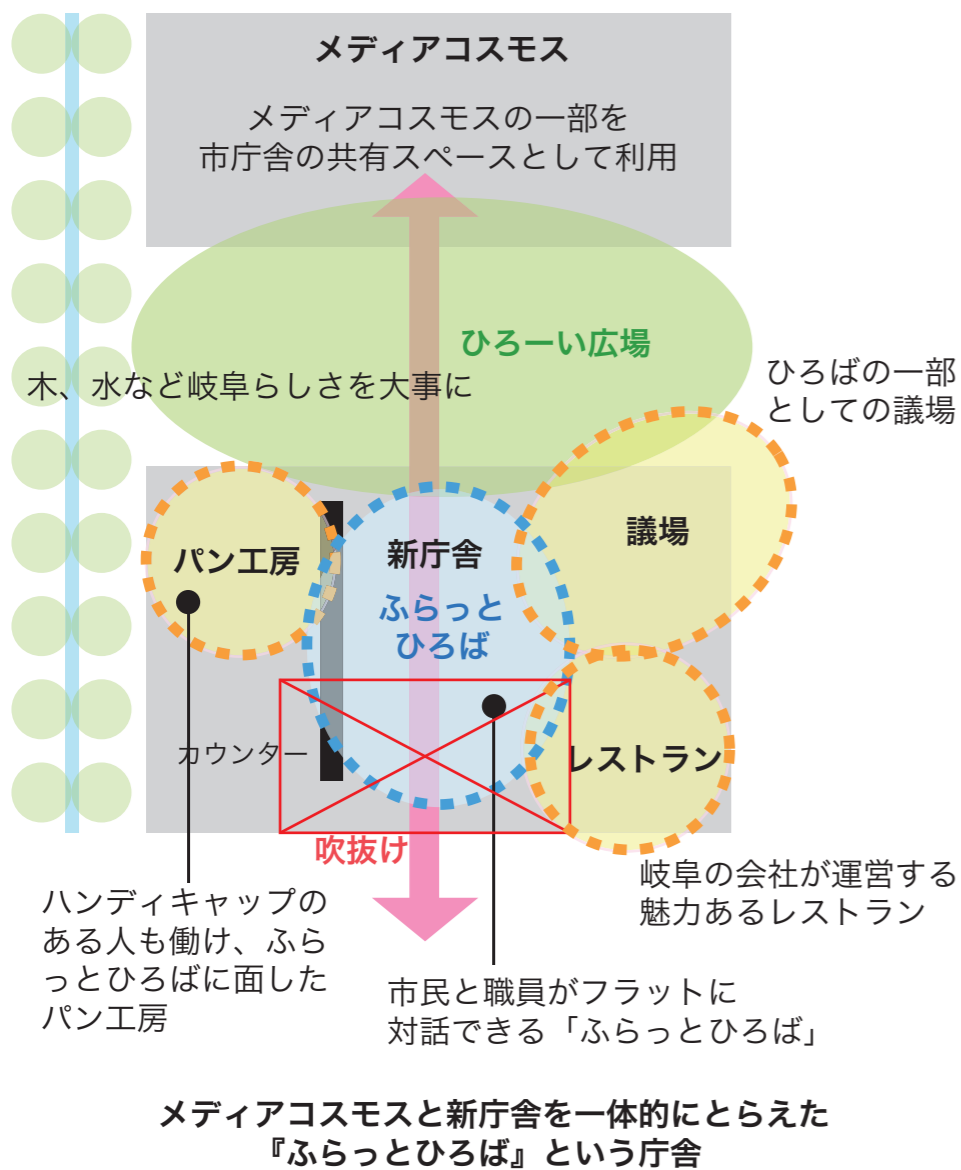 メディアコスモス
メディアコスモスの一部を
市庁舎の共有スペースとして利用
ひろーい広場
木、水など岐阜らしさを大事に
ひろばの一部
としての議場
議場
パン工房
新庁舎
ふらっと
ひろば
カウンター
レストラン
吹抜け
岐阜の会社が運営する
魅力あるレストラン
ハンディキャップの
ある人も働け、ふら
っとひろばに面した
パン工房
市民と職員がフラットに
対話できる「ふらっとひろば」
メディアコスモスと新庁舎を一体的にとらえた
『ふらっとひろば』という庁舎